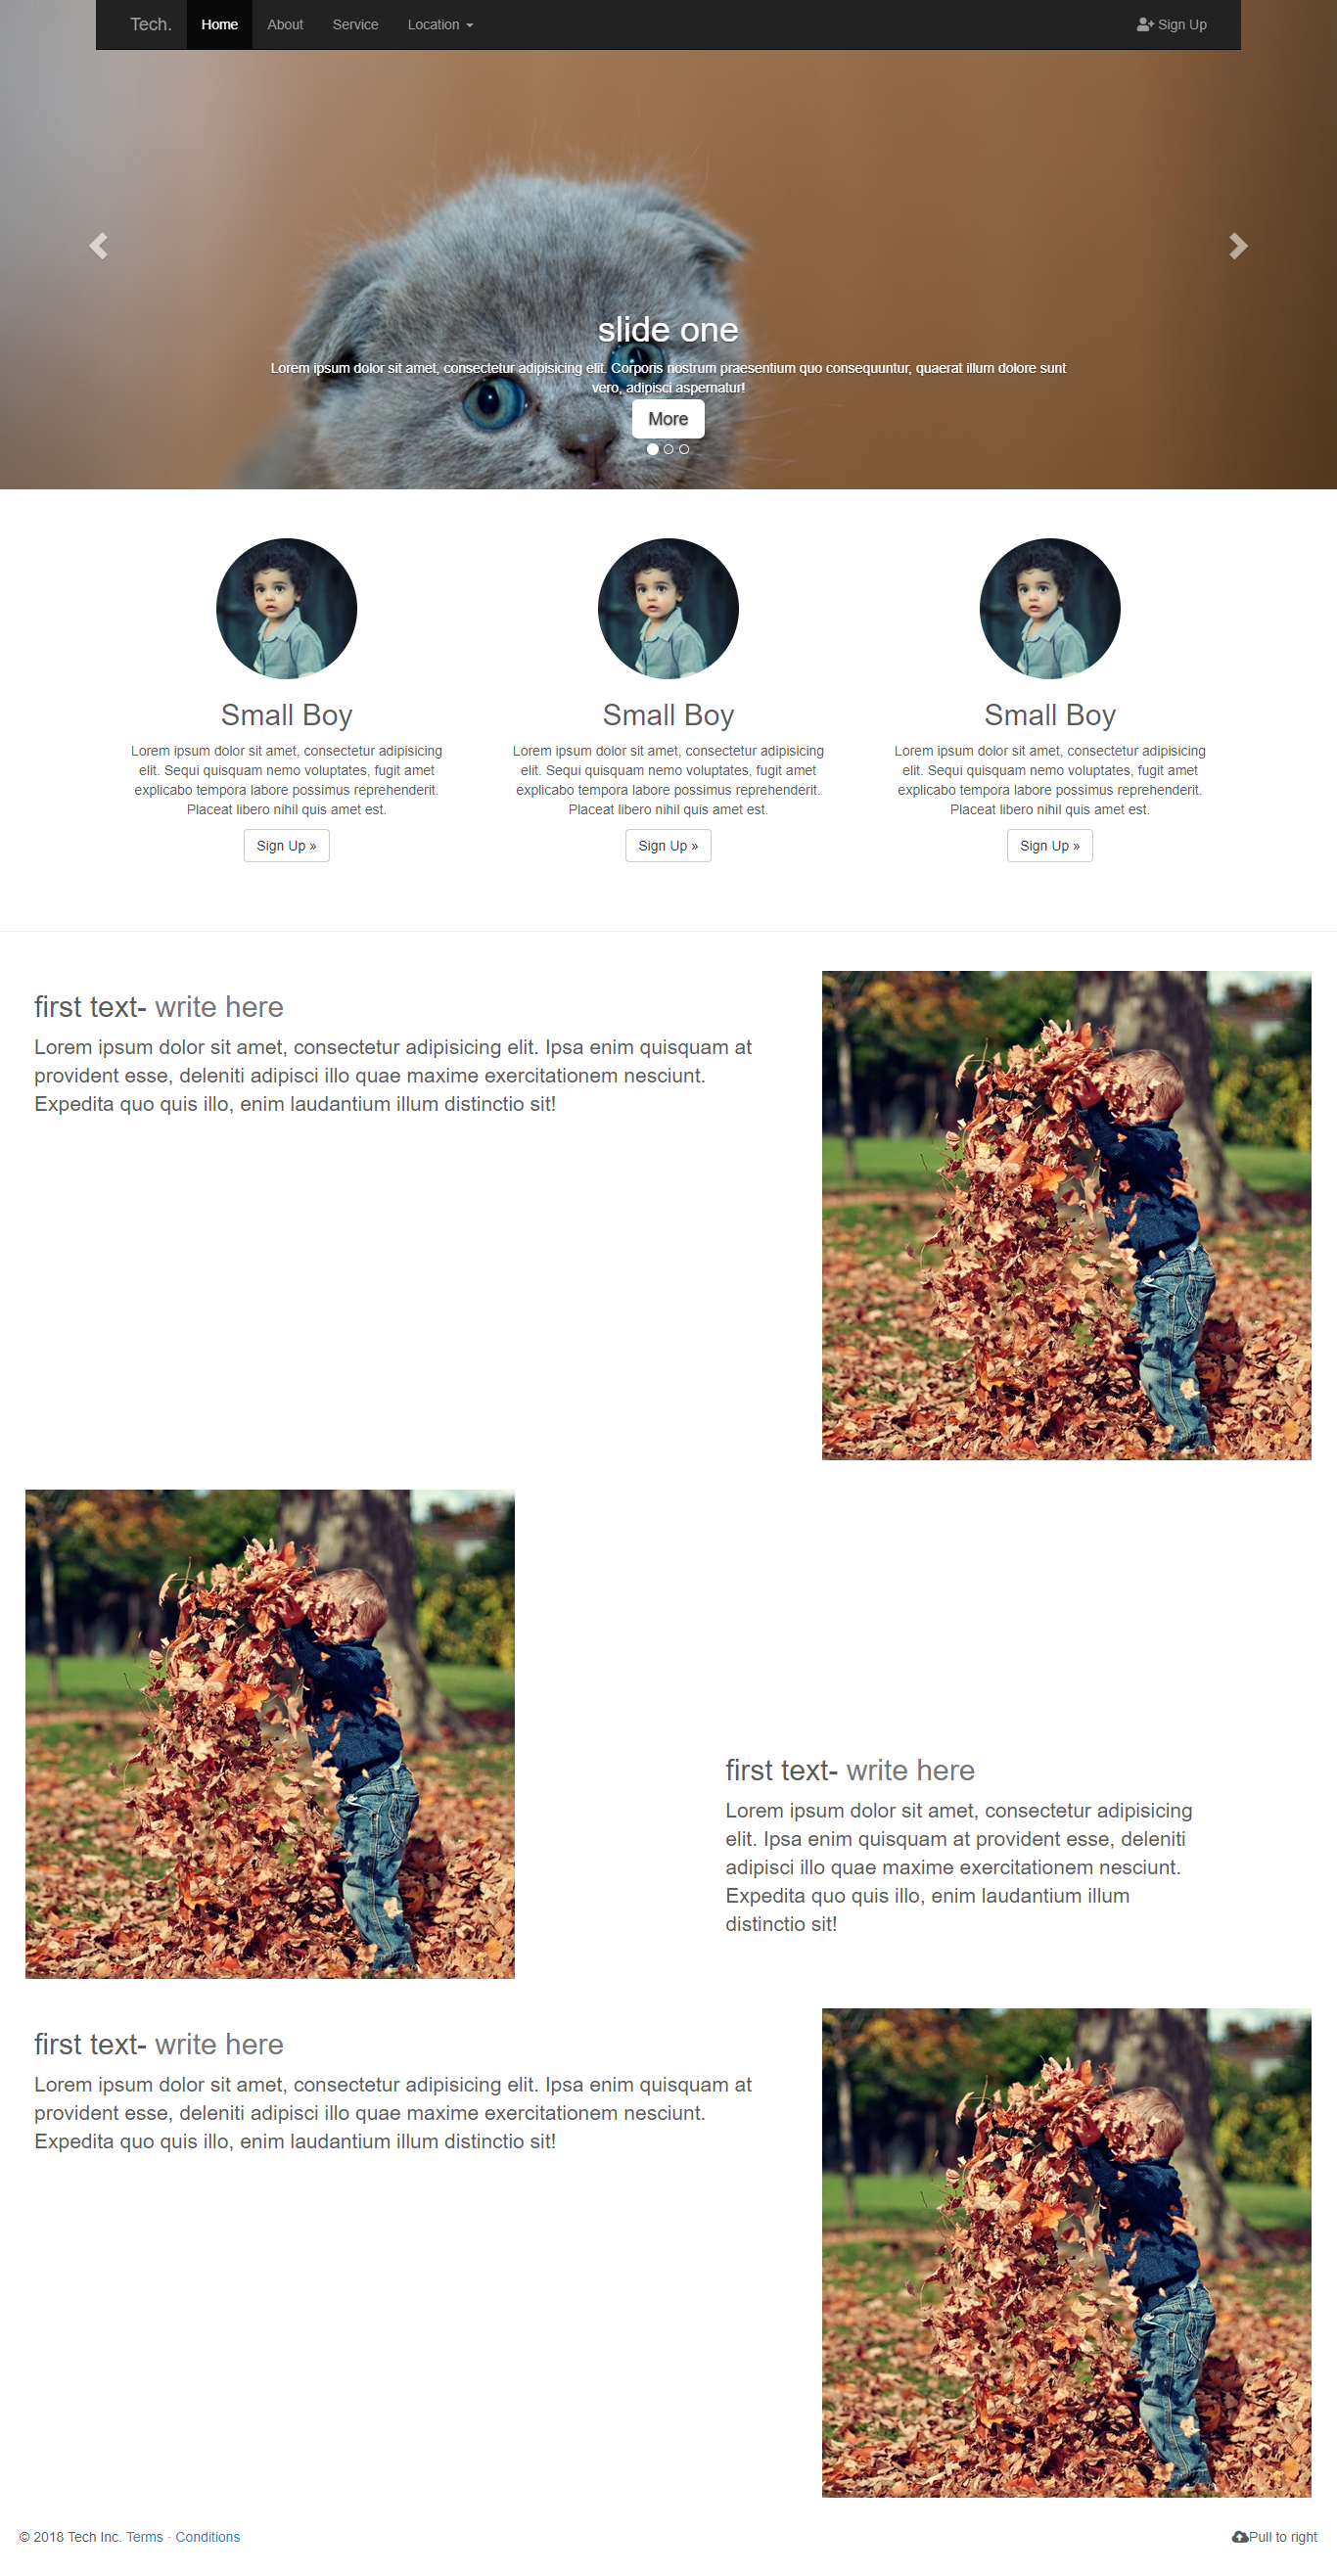 Tech. Home About Service Location Sign Up
slide one
Lorem ipsum dolor sit amet, consectetur adipisicing elit. Corporis nostrum praesentium quo consequuntur, quaerat illum dolore sunt
vero, adipisci aspernatur!
More
Small Boy
Lorem ipsum dolor sit amet, consectetur adipisicing
elit. Sequi quisquam nemo voluptates, fugit amet
explicabo tempora labore possimus reprehenderit.
Placeat libero nihil quis amet est.
Sign Up »
Small Boy
Lorem ipsum dolor sit amet, consectetur adipisicing
elit. Sequi quisquam nemo voluptates, fugit amet
explicabo tempora labore possimus reprehenderit.
Placeat libero nihil quis amet est.
Sign Up »
Small Boy
Lorem ipsum dolor sit amet, consectetur adipisicing
elit. Sequi quisquam nemo voluptates, fugit amet
explicabo tempora labore possimus reprehenderit.
Placeat libero nihil quis amet est.
Sign Up »
first text- write here
Lorem ipsum dolor sit amet, consectetur adipisicing elit. Ipsa enim quisquam at
provident esse, deleniti adipisci illo quae maxime exercitationem nesciunt.
Expedita quo quis illo, enim laudantium illum distinctio sit!
first text- write here
Lorem ipsum dolor sit amet, consectetur adipisicing
elit. Ipsa enim quisquam at provident esse, deleniti
adipisci illo quae maxime exercitationem nesciunt.
Expedita quo quis illo, enim laudantium illum
distinctio sit!
first text- write here
Lorem ipsum dolor sit amet, consectetur adipisicing elit. Ipsa enim quisquam at
provident esse, deleniti adipisci illo quae maxime exercitationem nesciunt.
Expedita quo quis illo, enim laudantium illum distinctio sit!
© 2018 Tech Inc. Terms · Conditions
Pull to right